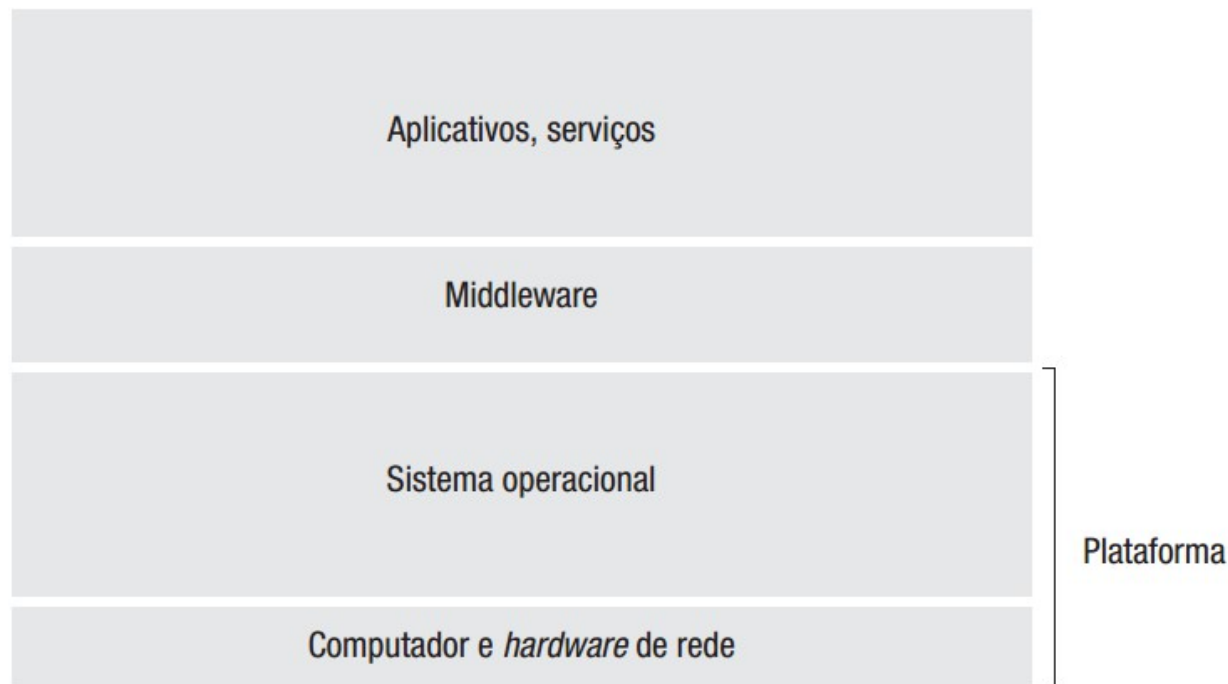 Aplicativos, serviços
Middleware
Sistema operacional
Plataforma
Computador e hardware de rede